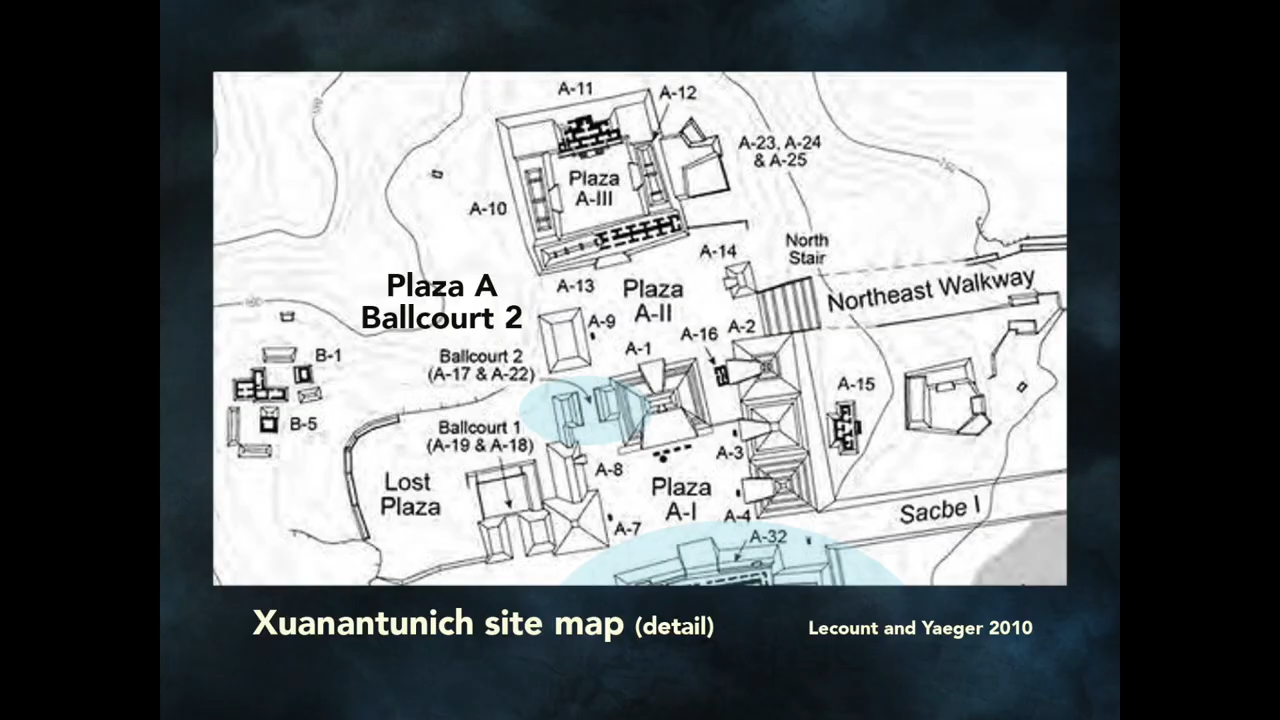 A-11
A-12
A-23, A-24
& A-25
Plaza
A-III
A-10
A-14
North
Stair
Plaza A
Ballcourt 2
A-13
Plaza
A-II
Northeast Walkway
A-9
A-16
A-2
A-1
B-1
Ballcourt 2
(A-17 & A-22)
A-15
B-5
Ballcourt 1
(A-19 & A-18)
A-3
A-8
Lost
Plaza
Plaza
A-I
A-4
Sacbe I
A-7
A-32
Xuanantunich site map (detail)
Lecount and Yaeger 2010